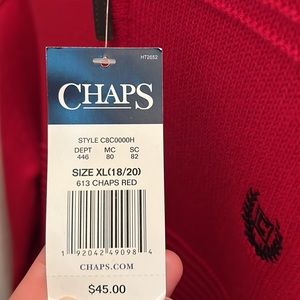 HT2652
CHAPS
STYLE C8C0000H
DEPT MC SC
446 80 82
SIZE XL(18/20)
613 CHAPS RED
1 92042 49098 4
CHAPS.COM
$45.00